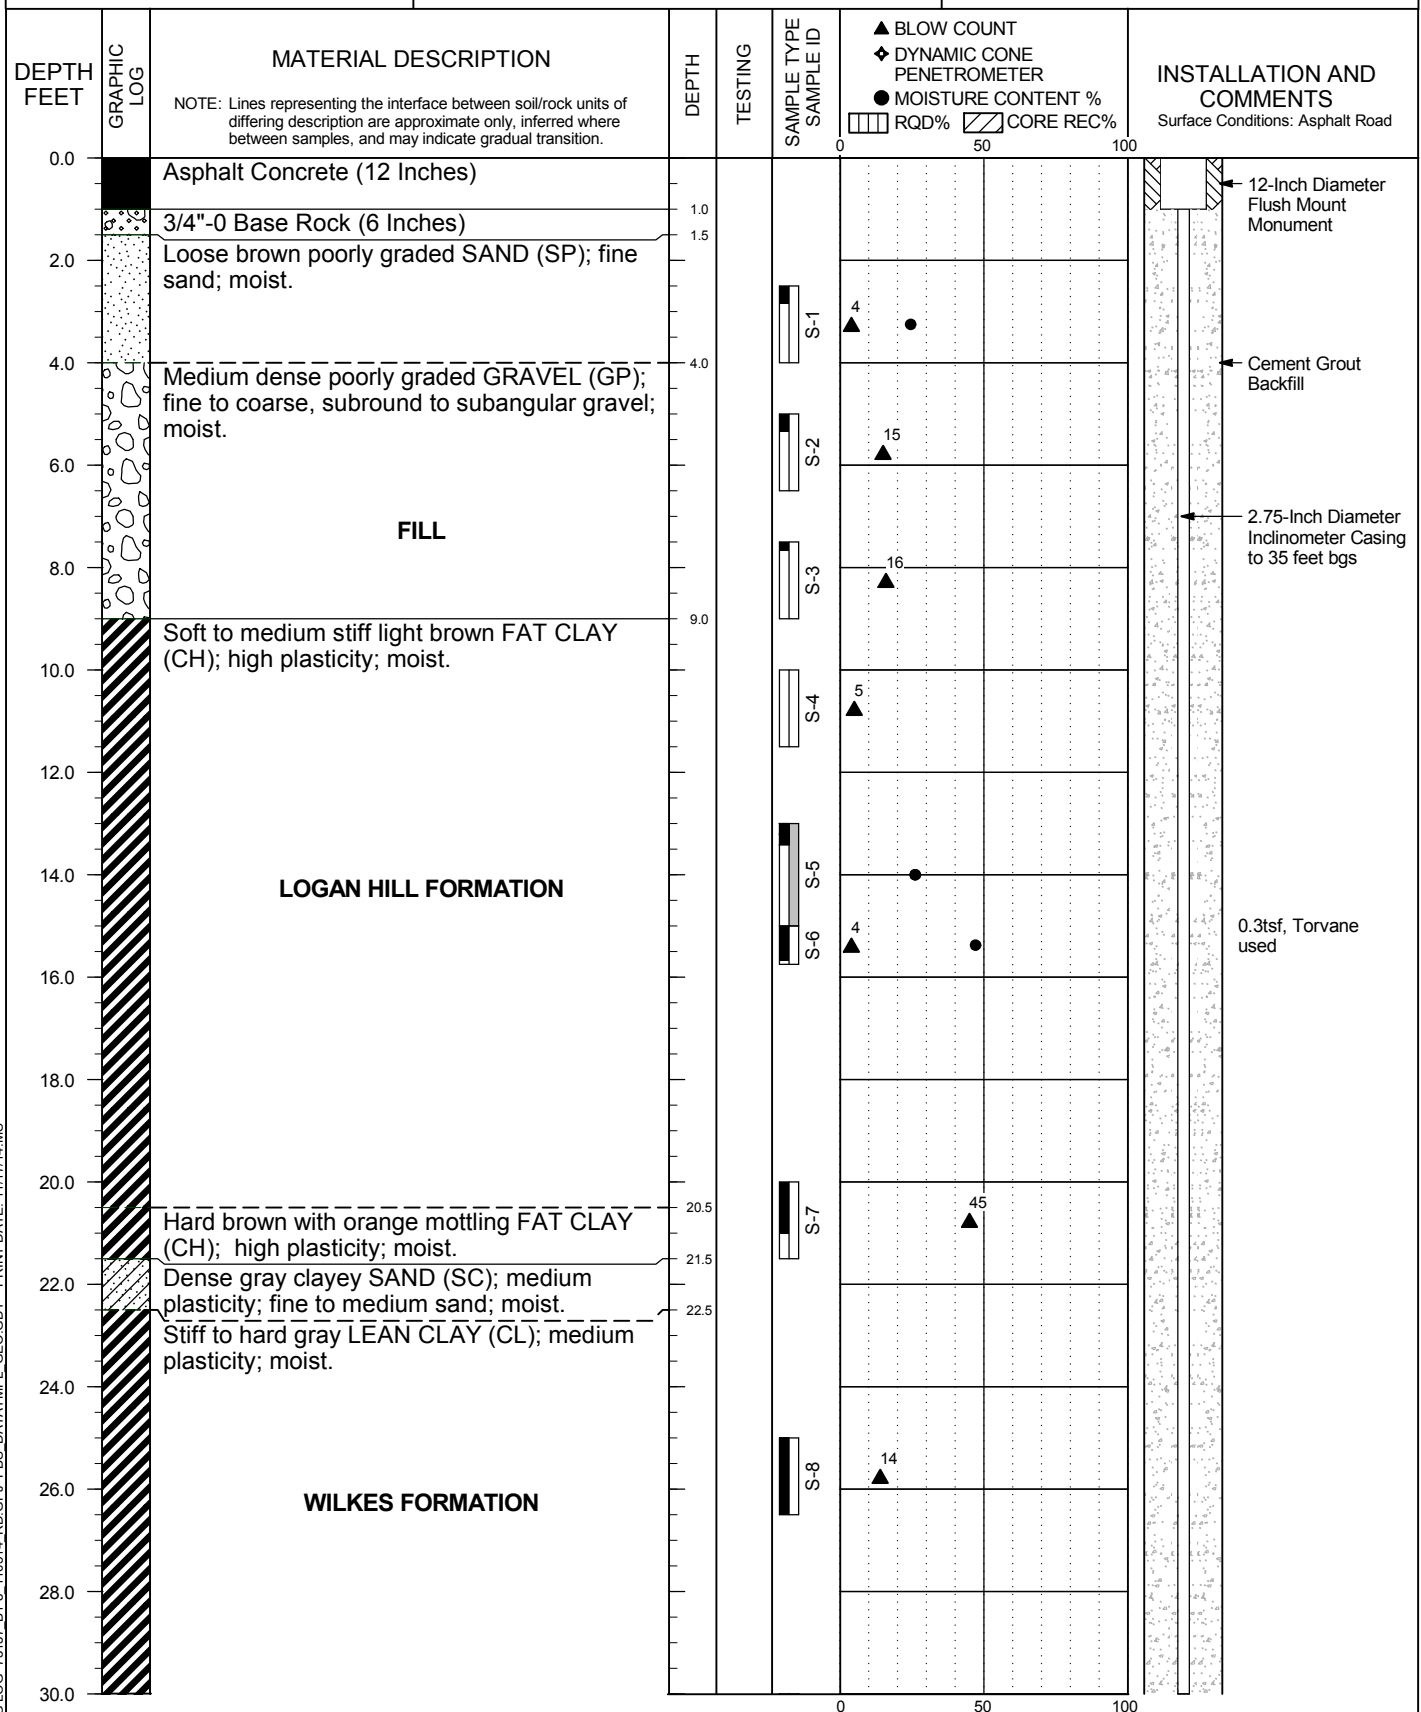 DEPTH
FEET
GRAPHIC
LOG
MATERIAL DESCRIPTION
NOTE: Lines representing the interface between soil/rock units of
differing description are approximate only, inferred where
between samples, and may indicate gradual transition.
DEPTH
TESTING
SAMPLE TYPE
SAMPLE ID
BLOW COUNT
DYNAMIC CONE
PENETROMETER
MOISTURE CONTENT %
RQD% CORE REC%
0 50 100
INSTALLATION AND
COMMENTS
Surface Conditions: Asphalt Road
0.0
Asphalt Concrete (12 Inches)
12-Inch Diameter
Flush Mount
Monument
1.0
3/4"-0 Base Rock (6 Inches)
1.5
Loose brown poorly graded SAND (SP); fine
sand; moist.
2.0
S-1
4
4.0
4.0
Cement Grout
Backfill
Medium dense poorly graded GRAVEL (GP);
fine to coarse, subround to subangular gravel;
moist.
S-2
15
6.0
FILL
2.75-Inch Diameter
Inclinometer Casing
to 35 feet bgs
S-3
16
8.0
9.0
Soft to medium stiff light brown FAT CLAY
(CH); high plasticity; moist.
10.0
S-4
5
12.0
14.0
LOGAN HILL FORMATION
S-5
S-6
4
0.3tsf, Torvane
used
16.0
18.0
20.0
20.5
S-7
45
Hard brown with orange mottling FAT CLAY
(CH); high plasticity; moist.
21.5
22.0
Dense gray clayey SAND (SC); medium
plasticity; fine to medium sand; moist.
22.5
Stiff to hard gray LEAN CLAY (CL); medium
plasticity; moist.
24.0
S-8
14
26.0
WILKES FORMATION
28.0
30.0
0 50 100